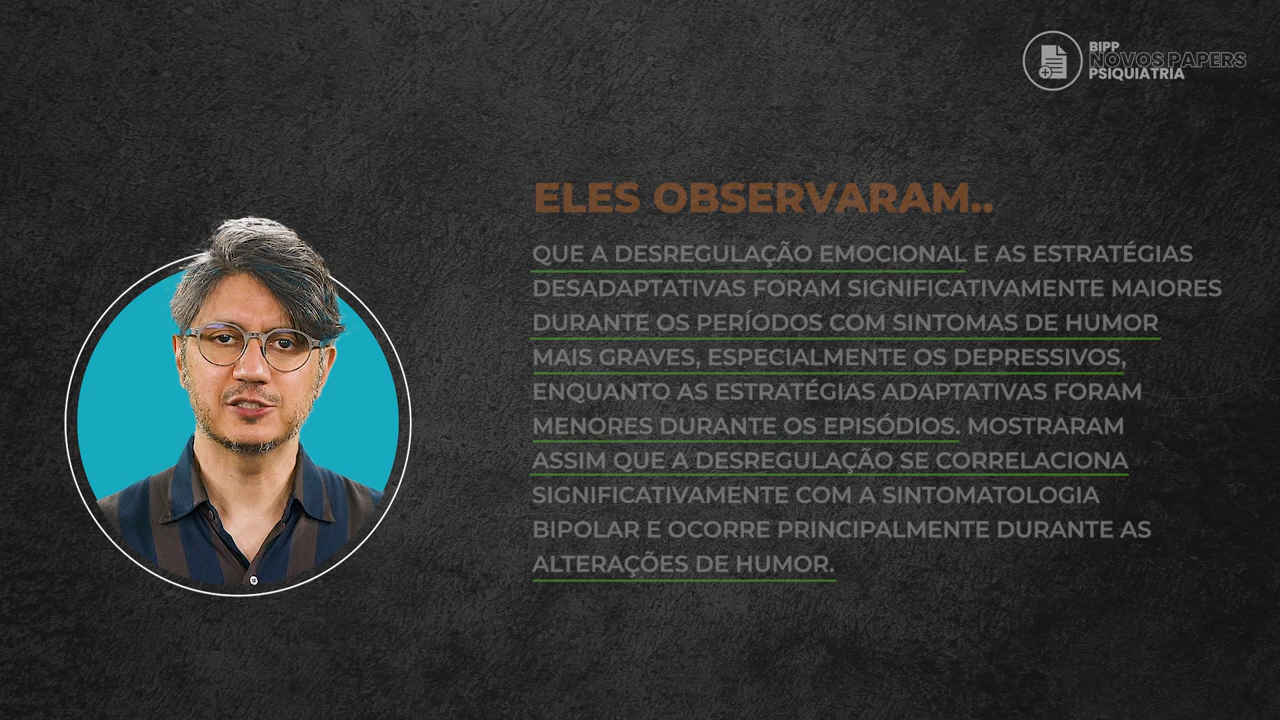 BIPP
NOVOS PAPERS
PSIQUIATRIA
ELES OBSERVARAM..
QUE A DESREGULAÇÃO EMOCIONAL E AS ESTRATÉGIAS
DESADAPTATIVAS FORAM SIGNIFICATIVAMENTE MAIORES
DURANTE OS PERÍODOS COM SINTOMAS DE HUMOR
MAIS GRAVES, ESPECIALMENTE OS DEPRESSIVOS,
ENQUANTO AS ESTRATÉGIAS ADAPTATIVAS FORAM
MENORES DURANTE OS EPISÓDIOS. MOSTRARAM
ASSIM QUE A DESREGULAÇÃO SE CORRELACIONA
SIGNIFICATIVAMENTE COM A SINTOMATOLOGIA
BIPOLAR E OCORRE PRINCIPALMENTE DURANTE AS
ALTERAÇÕES DE HUMOR.